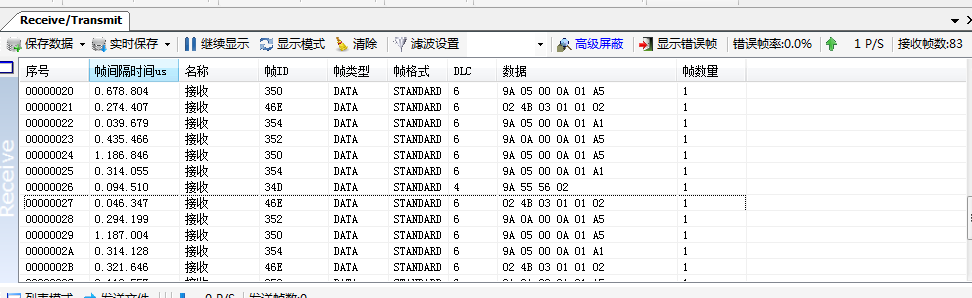 Receive/Transmit
保存数据 实时保存 继续显示 显示模式 清除 滤波设置 高级屏蔽 显示错误帧 错误帧率:0.0% 1 P/S 接收帧数:83
序号 帧间隔时间us 名称 帧ID 帧类型 帧格式 DLC 数据 帧数量
00000020 0.678.804 接收 350 DATA STANDARD 6 9A 05 00 0A 01 A5 1
00000021 0.274.407 接收 46E DATA STANDARD 6 02 4B 03 01 01 02 1
00000022 0.039.679 接收 354 DATA STANDARD 6 9A 05 00 0A 01 A1 1
00000023 0.435.466 接收 352 DATA STANDARD 6 9A 0A 00 0A 01 A5 1
00000024 1.186.846 接收 350 DATA STANDARD 6 9A 05 00 0A 01 A5 1
00000025 0.314.055 接收 354 DATA STANDARD 6 9A 05 00 0A 01 A1 1
00000026 0.094.510 接收 34D DATA STANDARD 4 9A 55 56 02 1
00000027 0.046.347 接收 46E DATA STANDARD 6 02 4B 03 01 01 02 1
00000028 0.294.199 接收 352 DATA STANDARD 6 9A 0A 00 0A 01 A5 1
00000029 1.187.004 接收 350 DATA STANDARD 6 9A 05 00 0A 01 A5 1
0000002A 0.314.128 接收 354 DATA STANDARD 6 9A 05 00 0A 01 A1 1
0000002B 0.321.646 接收 46E DATA STANDARD 6 02 4B 03 01 01 02 1
Receive
列表模式 发送文件 0 P/S 发送帧数:0